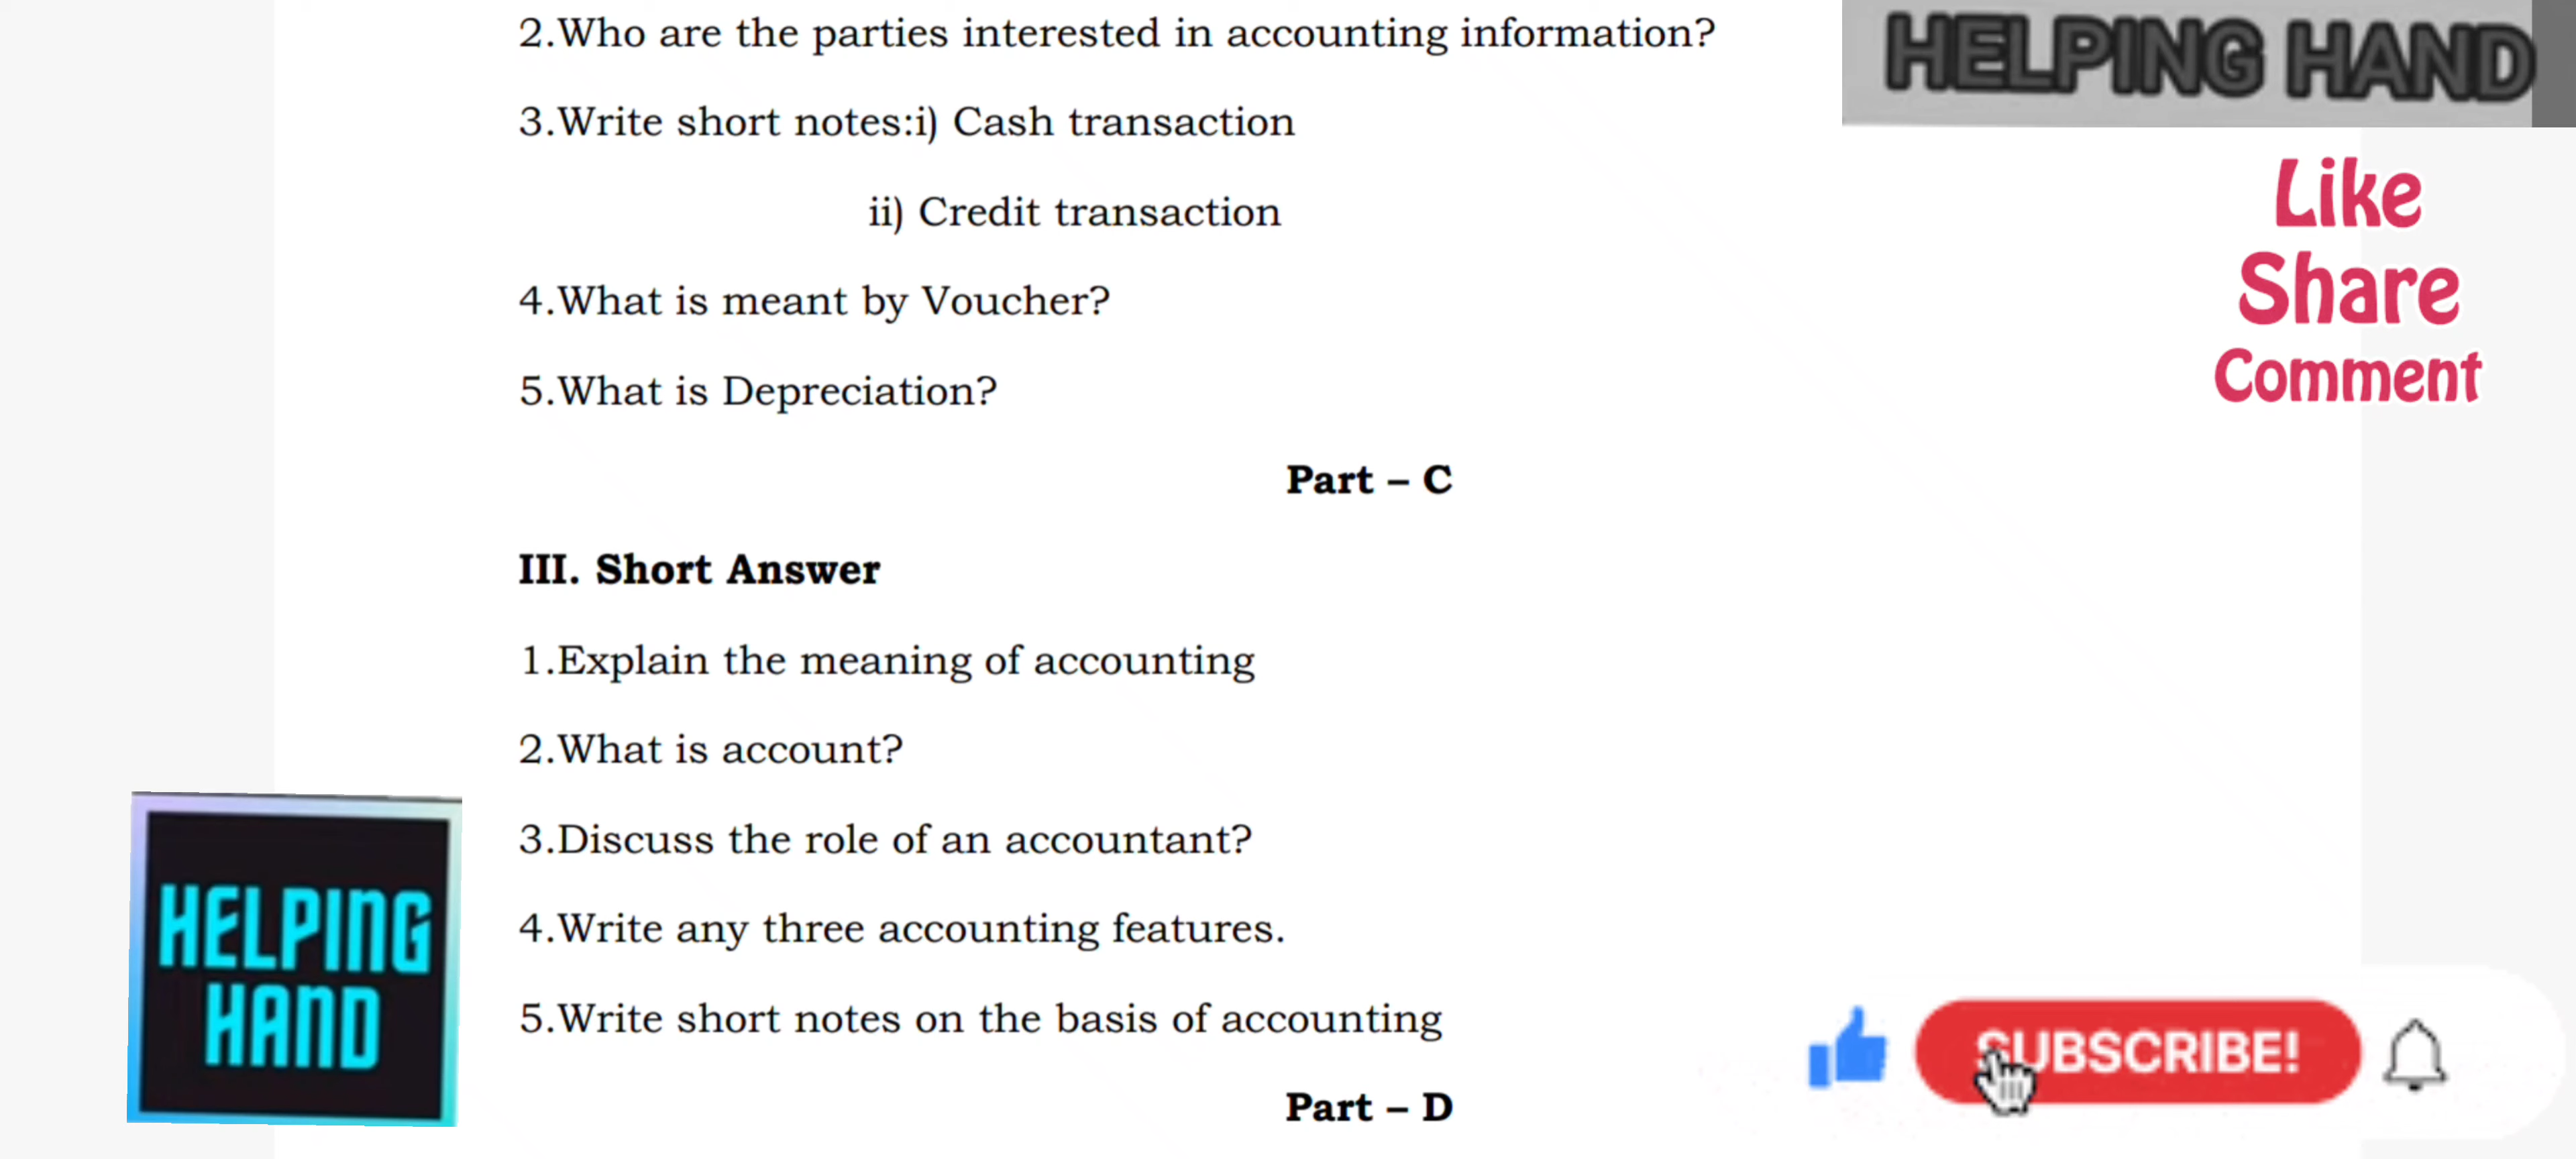 2.Who are the parties interested in accounting information?
HELPING HAND
3.Write short notes:i) Cash transaction
ii) Credit transaction
4.What is meant by Voucher?
5.What is Depreciation?
Like
Share
Comment
Part – C
III. Short Answer
1.Explain the meaning of accounting
2.What is account?
3.Discuss the role of an accountant?
4.Write any three accounting features.
5.Write short notes on the basis of accounting
Part – D
HELPING
HAND
SUBSCRIBE!